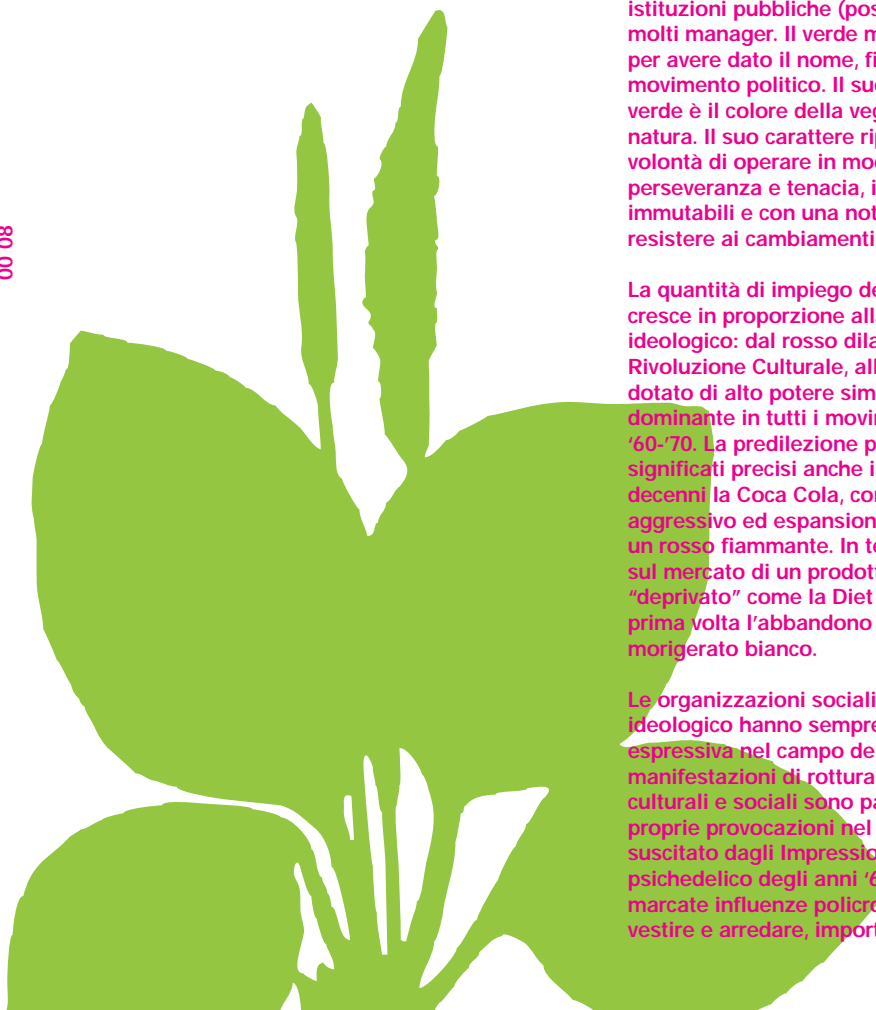 00 08
istituzioni pubbliche (pos
molti manager. Il verde m
per avere dato il nome, fi
movimento politico. Il su
verde è il colore della veg
natura. Il suo carattere rip
volontà di operare in mod
perseveranza e tenacia, i
immutabili e con una not
resistere ai cambiamenti

La quantità di impiego de
cresce in proporzione all
ideologico: dal rosso dila
Rivoluzione Culturale, all
dotato di alto potere sim
dominante in tutti i movim
‘60-’70. La predilezione p
significati precisi anche i
decenni la Coca Cola, con
aggressivo ed espansion
un rosso fiammante. In te
sul mercato di un prodott
“deprivato” come la Diet
prima volta l’abbandono
morigerato bianco.

Le organizzazioni sociali
ideologico hanno sempre
espressiva nel campo de
manifestazioni di rottura
culturali e sociali sono pa
proprie provocazioni nel
suscitato dagli Impressio
psichedelico degli anni ‘6
marcate influenze policro
vestire e arredare, import